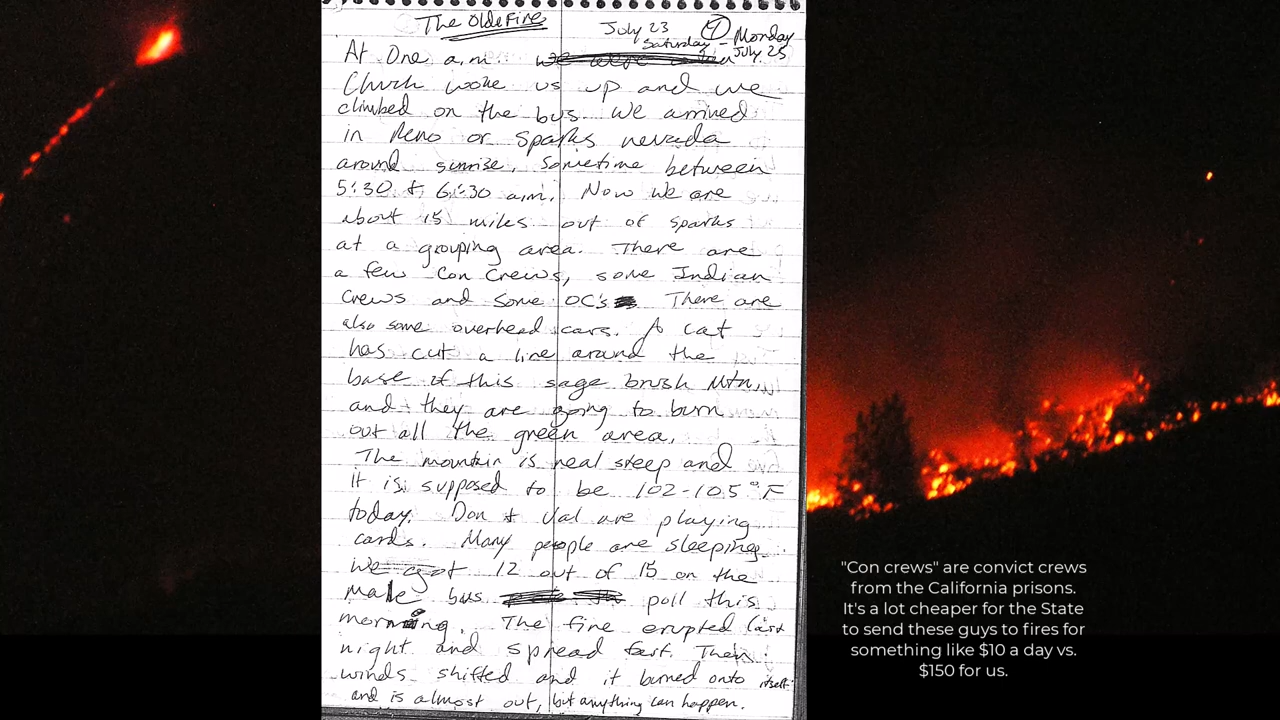 The Olde Fire
July 23 7
Saturday - Monday
July 25
At One a.m. we were
Church woke us up and we
climbed on the bus. We arrived
in Reno or Sparks nevada
around sunrise, sometime between
5:30 & 6:30 a.m. Now we are
about 15 miles out of Sparks
at a grouping area. There are
a few Con Crews, some Indian
Crews and some OC's There are
also some overhead cars. A cat
has cut a line around the
base of this sage brush Mtn,
and they are going to burn
out all the green area.
The mountain is real steep and
it is supposed to be 102-105°F
today. Don & Val are playing
cards. Many people are sleeping.
We got 12 out of 15 on the
male bus poll this
morning. The fire erupted last
night and spread fast. Then
winds shifted and it burned onto itself
and is almost out, but anything can happen.
"Con crews" are convict crews
from the California prisons.
It's a lot cheaper for the State
to send these guys to fires for
something like $10 a day vs.
$150 for us.